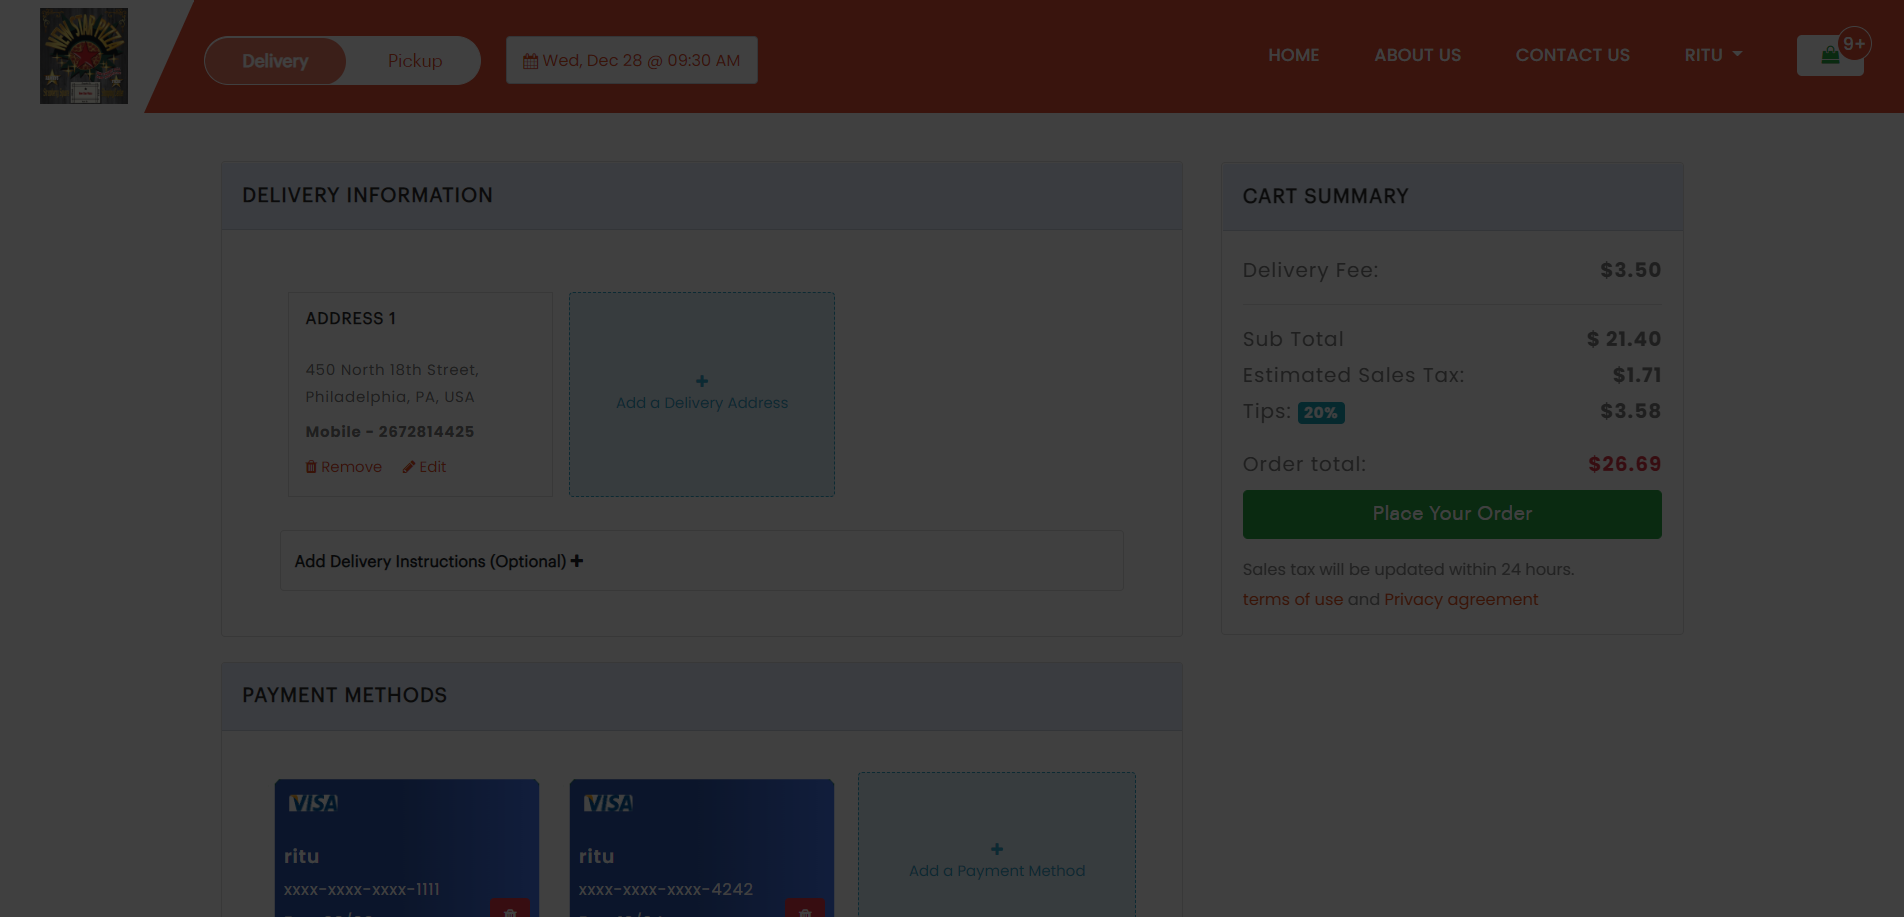 NEW STAR PIZZA
Delivery
Pickup
Wed, Dec 28 @ 09:30 AM
HOME
ABOUT US
CONTACT US
RITU
9+
DELIVERY INFORMATION
ADDRESS 1
450 North 18th Street,
Philadelphia, PA, USA
Mobile - 2672814425
Remove
Edit
+
Add a Delivery Address
Add Delivery Instructions (Optional) +
CART SUMMARY
Delivery Fee: $3.50
Sub Total $ 21.40
Estimated Sales Tax: $1.71
Tips: 20% $3.58
Order total: $26.69
Place Your Order
Sales tax will be updated within 24 hours.
terms of use and Privacy agreement
PAYMENT METHODS
VISA
ritu
xxxx-xxxx-xxxx-1111
VISA
ritu
xxxx-xxxx-xxxx-4242
+
Add a Payment Method